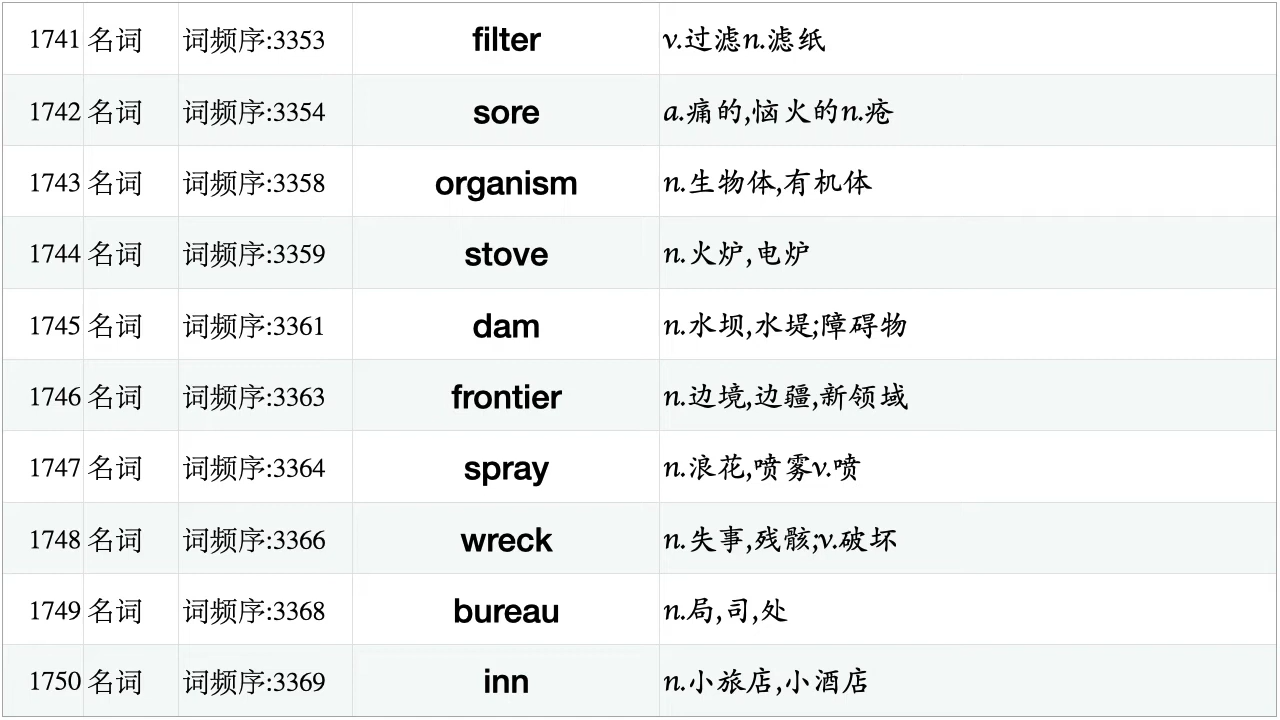 1741 名词 词频序:3353 filter v.过滤n.滤纸
1742 名词 词频序:3354 sore a.痛的,恼火的n.疮
1743 名词 词频序:3358 organism n.生物体,有机体
1744 名词 词频序:3359 stove n.火炉,电炉
1745 名词 词频序:3361 dam n.水坝,水堤;障碍物
1746 名词 词频序:3363 frontier n.边境,边疆,新领域
1747 名词 词频序:3364 spray n.浪花,喷雾v.喷
1748 名词 词频序:3366 wreck n.失事,残骸;v.破坏
1749 名词 词频序:3368 bureau n.局,司,处
1750 名词 词频序:3369 inn n.小旅店,小酒店